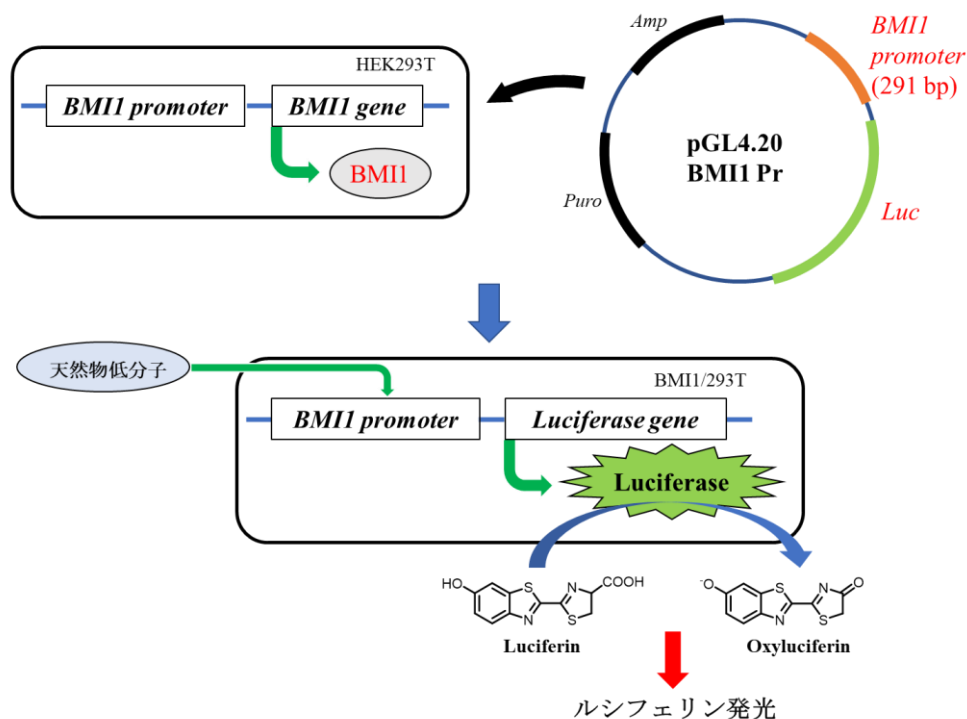 HEK293T
BMI1 promoter
BMI1 gene
BMI1
Amp
BMI1
promoter
(291 bp)
pGL4.20
BMI1 Pr
Puro
Luc
天然物低分子
BMI1/293T
BMI1 promoter
Luciferase gene
Luciferase
HO
S
N
N
S
COOH
Luciferin
-O
S
N
N
S
O
Oxyluciferin
ルシフェリン発光